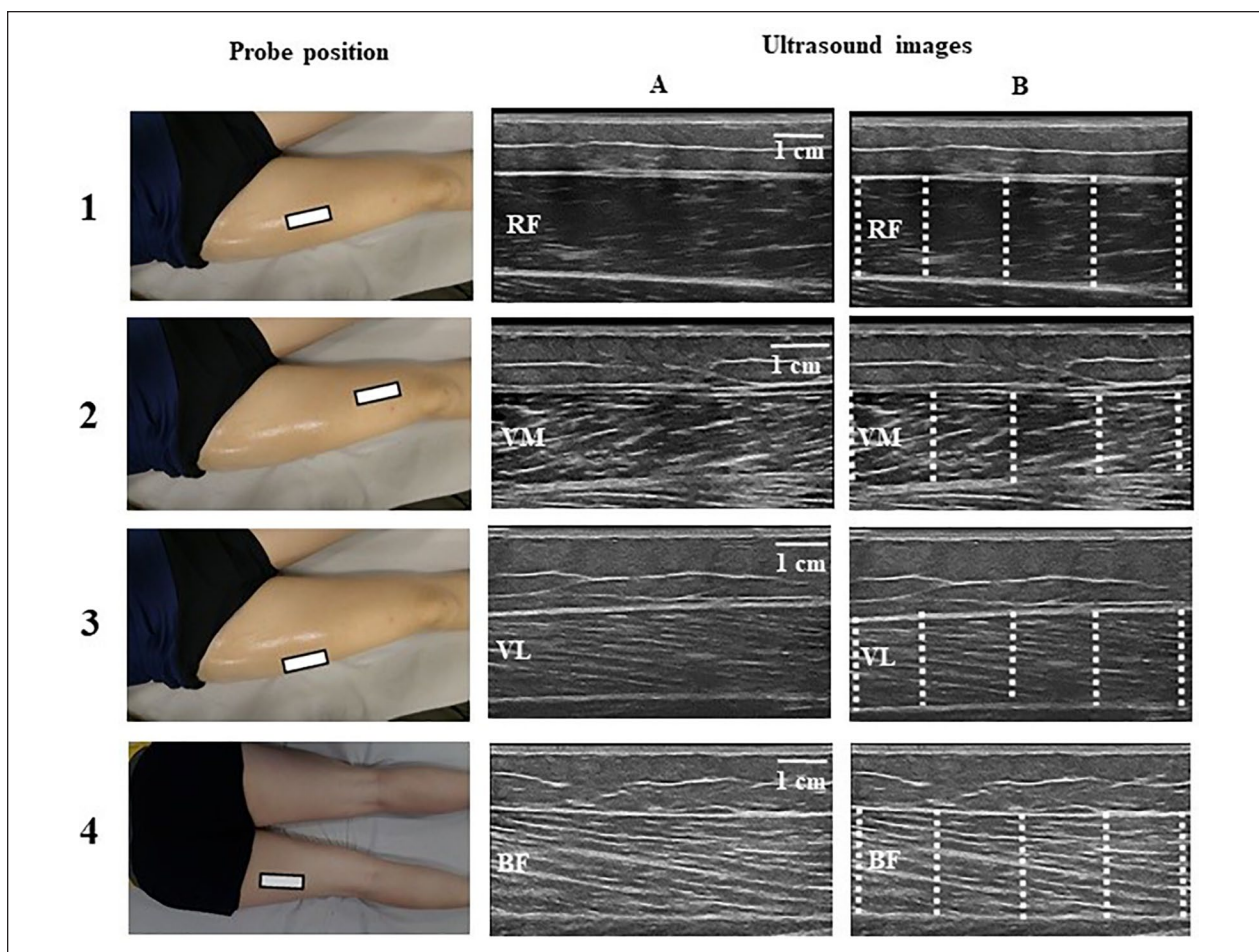 Probe position
Ultrasound images
A
B
1
1 cm
RF
RF
2
1 cm
VM
VM
3
1 cm
VL
VL
4
1 cm
BF
BF